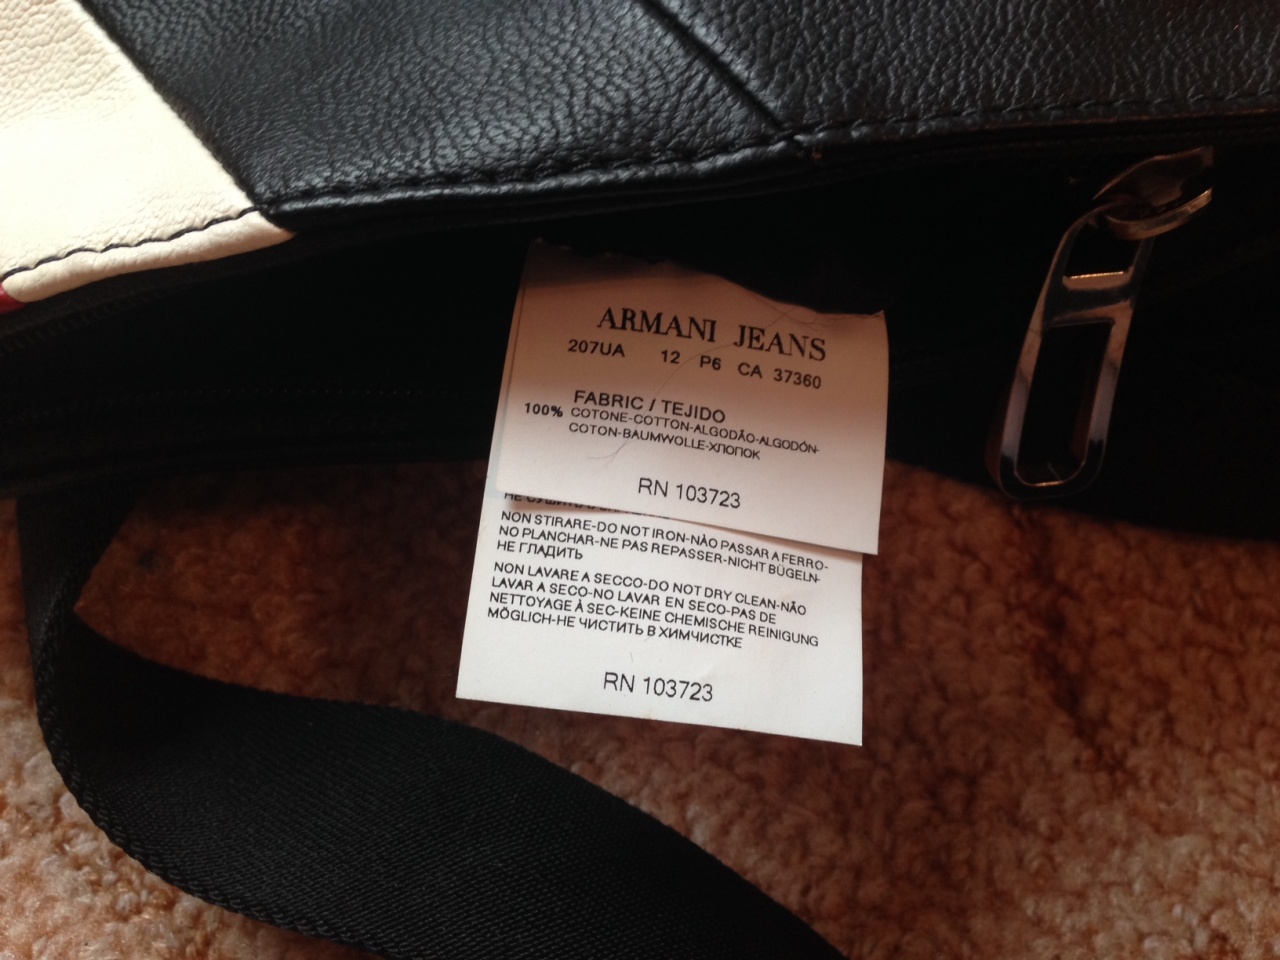 ARMANI JEANS
207UA 12 P6 CA 37360
FABRIC / TEJIDO
100% COTONE-COTTON-ALGODÃO-ALGODÓN-
COTON-BAUMWOLLE-ХЛОПОК
RN 103723
НЕ СУШИТЬ
NON STIRARE-DO NOT IRON-NÃO PASSAR A FERRO-
NO PLANCHAR-NE PAS REPASSER-NICHT BÜGELN-
НЕ ГЛАДИТЬ
NON LAVARE A SECCO-DO NOT DRY CLEAN-NÃO
LAVAR A SECO-NO LAVAR EN SECO-PAS DE
NETTOYAGE À SEC-KEINE CHEMISCHE REINIGUNG
MÖGLICH-НЕ ЧИСТИТЬ В ХИМЧИСТКЕ
RN 103723